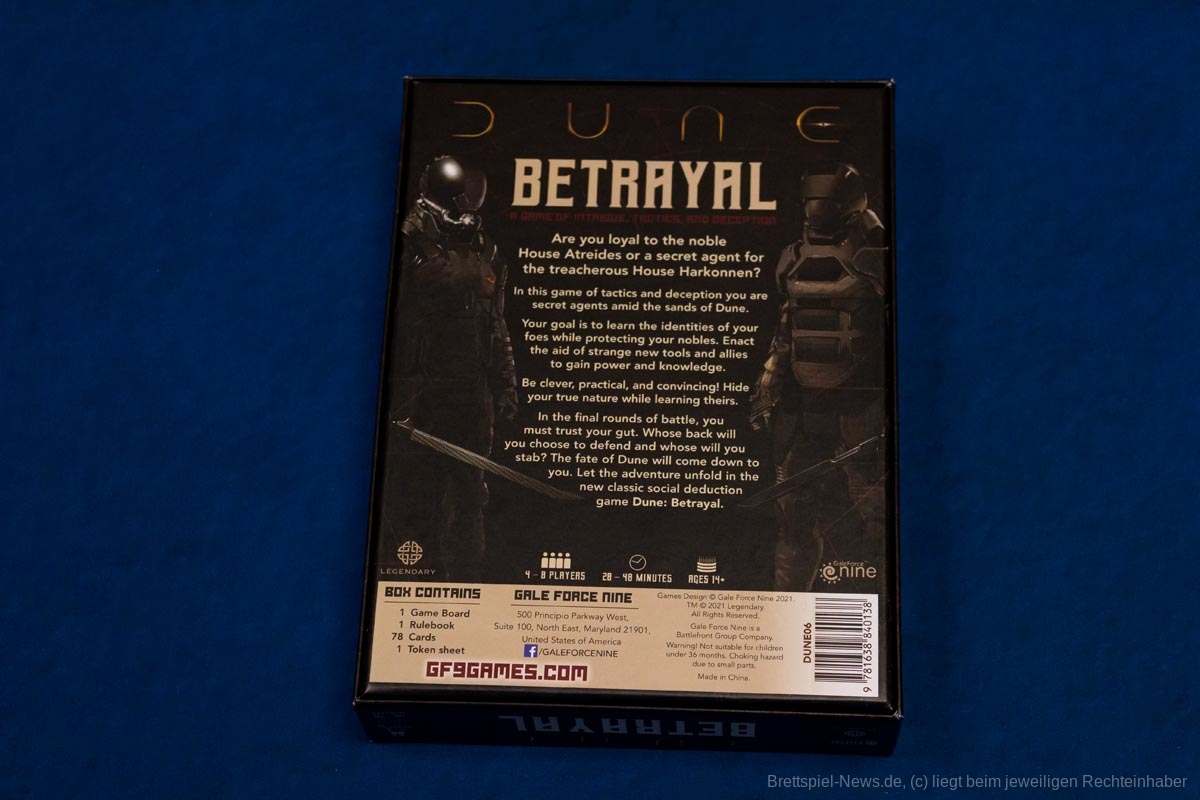 DUNE
BETRAYAL
A GAME OF INTRIGUE, TACTICS, AND DECEPTION
Are you loyal to the noble
House Atreides or a secret agent for
the treacherous House Harkonnen?
In this game of tactics and deception you are
secret agents amid the sands of Dune.
Your goal is to learn the identities of your
foes while protecting your nobles. Enact
the aid of strange new tools and allies
to gain power and knowledge.
Be clever, practical, and convincing! Hide
your true nature while learning theirs.
In the final rounds of battle, you
must trust your gut. Whose back will
you choose to defend and whose will you
stab? The fate of Dune will come down to
you. Let the adventure unfold in the
new classic social deduction
game Dune: Betrayal.
LEGENDARY
4 - 8 PLAYERS
20 - 40 MINUTES
AGES 14+
GaleForce
nine
BOX CONTAINS
1 Game Board
1 Rulebook
78 Cards
1 Token sheet
GALE FORCE NINE
500 Principio Parkway West,
Suite 100, North East, Maryland 21901,
United States of America
f/GALEFORCENINE
GF9GAMES.COM
Games Design © Gale Force Nine 2021.
TM © 2021 Legendary.
All Rights Reserved.
Gale Force Nine is a
Battlefront Group Company.
Warning! Not suitable for children
under 36 months. Choking hazard
due to small parts.
Made in China.
DUNE06
9 781638 840138
BETRAYAL
Brettspiel-News.de, (c) liegt beim jeweiligen Rechteinhaber